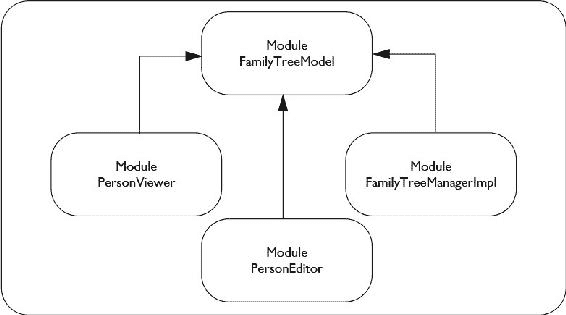 Module
FamilyTreeModel
Module
PersonViewer
Module
FamilyTreeManagerImpl
Module
PersonEditor